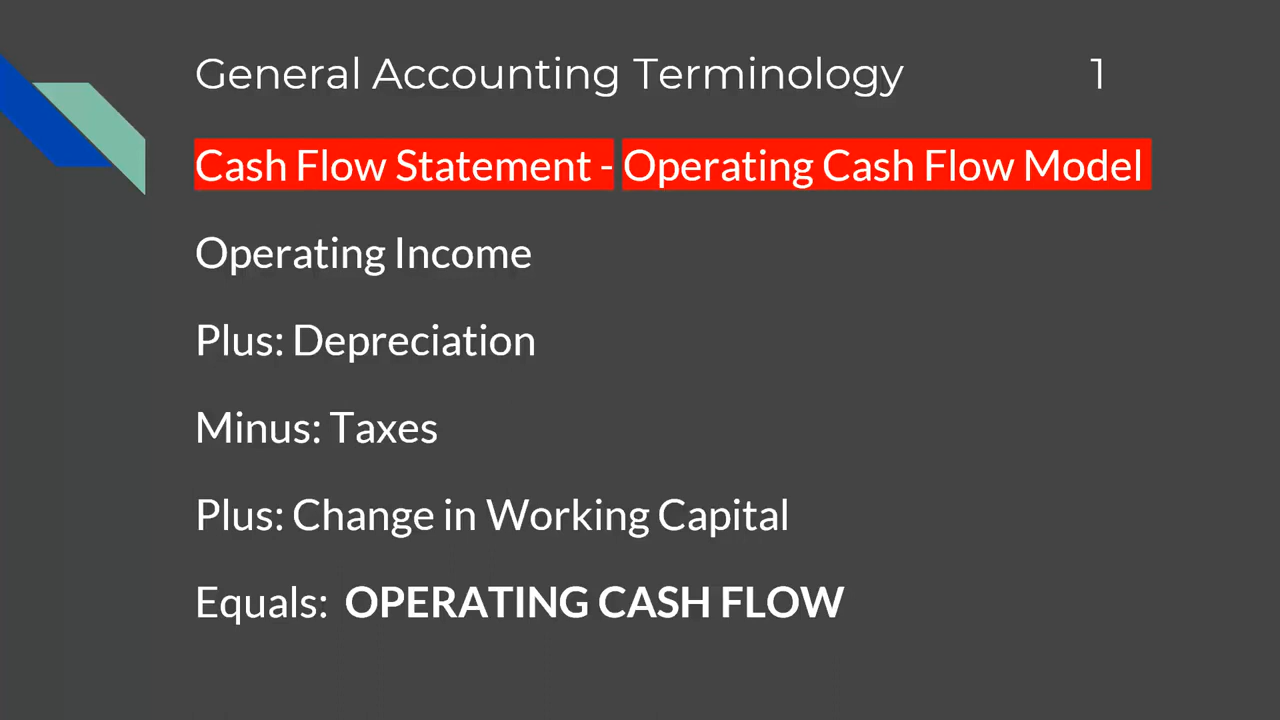 General Accounting Terminology 1
Cash Flow Statement - Operating Cash Flow Model
Operating Income
Plus: Depreciation
Minus: Taxes
Plus: Change in Working Capital
Equals: OPERATING CASH FLOW